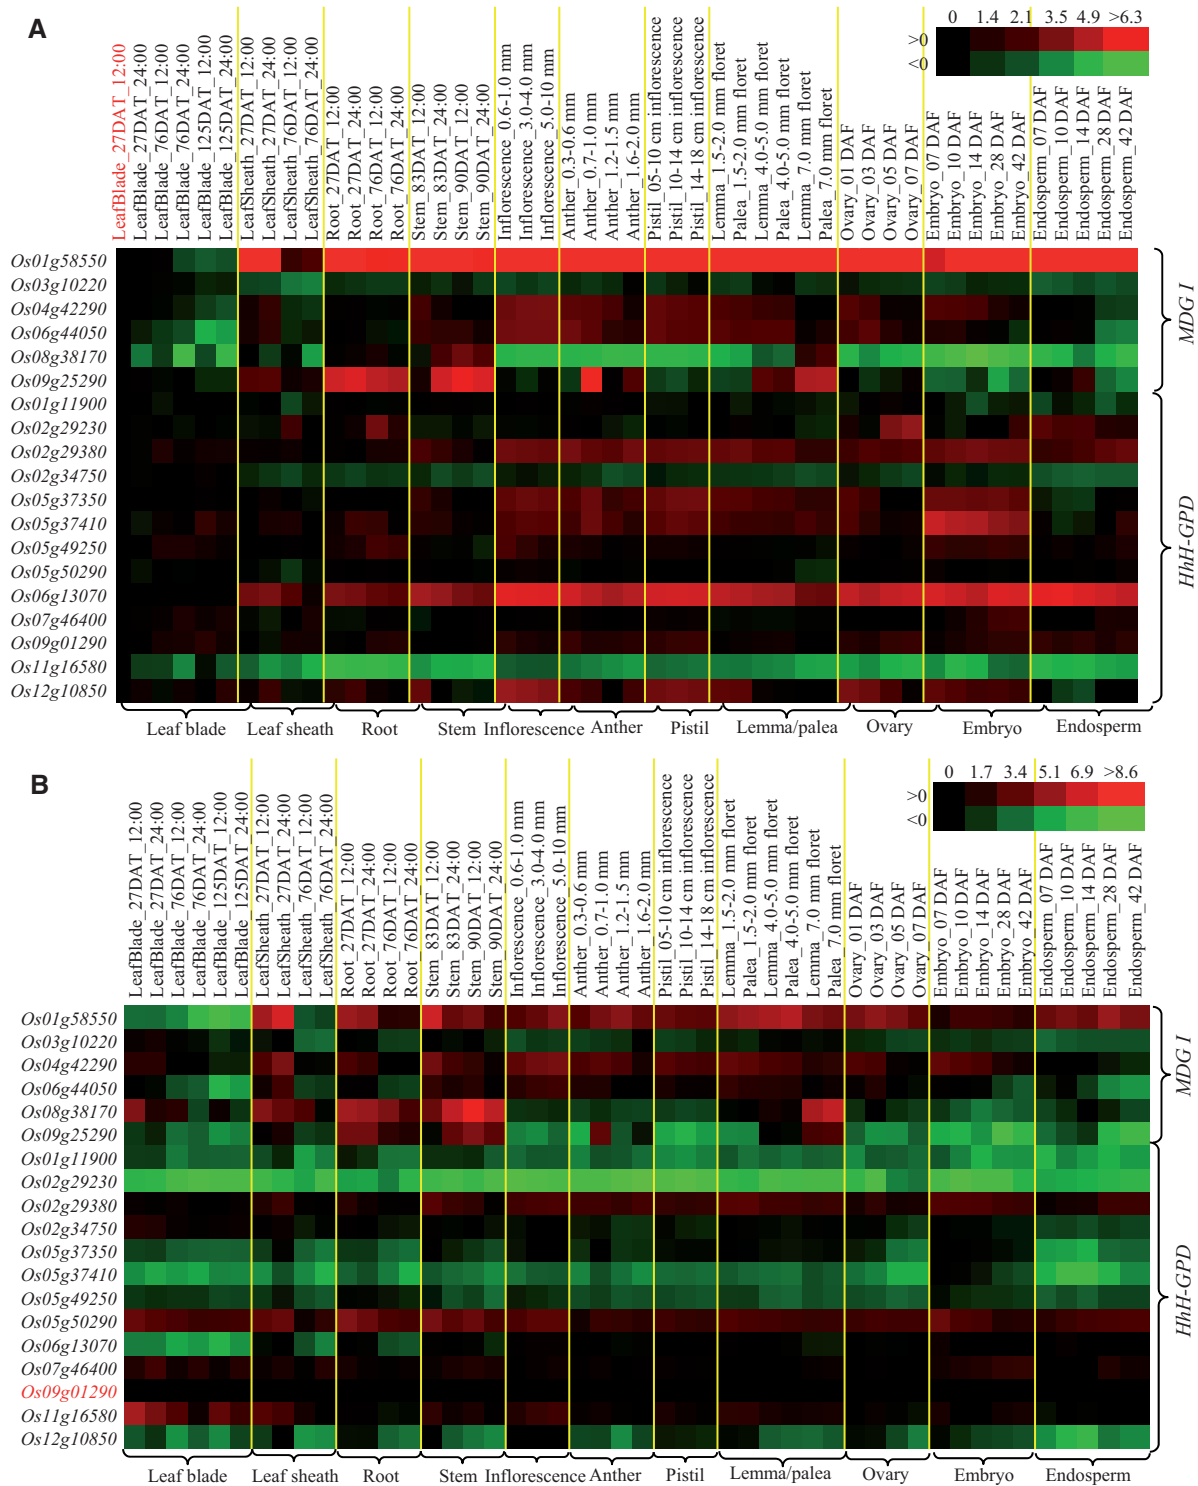 A
0 1.4 2.1 3.5 4.9 >6.3
>0
<0
LeafBlade_27DAT_12:00
LeafBlade_27DAT_24:00
LeafBlade_76DAT_12:00
LeafBlade_76DAT_24:00
LeafBlade_125DAT_12:00
LeafBlade_125DAT_24:00
LeafSheath_27DAT_12:00
LeafSheath_27DAT_24:00
LeafSheath_76DAT_12:00
LeafSheath_76DAT_24:00
Root_27DAT_12:00
Root_27DAT_24:00
Root_76DAT_12:00
Root_76DAT_24:00
Stem_83DAT_12:00
Stem_83DAT_24:00
Stem_90DAT_12:00
Stem_90DAT_24:00
Inflorescence_0.6-1.0 mm
Inflorescence_3.0-4.0 mm
Inflorescence_5.0-10 mm
Anther_0.3-0.6 mm
Anther_0.7-1.0 mm
Anther_1.2-1.5 mm
Anther_1.6-2.0 mm
Pistil_05-10 cm inflorescence
Pistil_10-14 cm inflorescence
Pistil_14-18 cm inflorescence
Lemma_1.5-2.0 mm floret
Palea_1.5-2.0 mm floret
Lemma_4.0-5.0 mm floret
Palea_4.0-5.0 mm floret
Lemma_7.0 mm floret
Palea_7.0 mm floret
Ovary_01 DAF
Ovary_03 DAF
Ovary_05 DAF
Ovary_07 DAF
Embryo_07 DAF
Embryo_10 DAF
Embryo_14 DAF
Embryo_28 DAF
Embryo_42 DAF
Endosperm_07 DAF
Endosperm_10 DAF
Endosperm_14 DAF
Endosperm_28 DAF
Endosperm_42 DAF
Os01g58550
Os03g10220
Os04g42290
Os06g44050
Os08g38170
Os09g25290
Os01g11900
Os02g29230
Os02g29380
Os02g34750
Os05g37350
Os05g37410
Os05g49250
Os05g50290
Os06g13070
Os07g46400
Os09g01290
Os11g16580
Os12g10850
MDG I
HhH-GPD
Leaf blade Leaf sheath Root Stem Inflorescence Anther Pistil Lemma/palea Ovary Embryo Endosperm
B
0 1.7 3.4 5.1 6.9 >8.6
>0
<0
LeafBlade_27DAT_12:00
LeafBlade_27DAT_24:00
LeafBlade_76DAT_12:00
LeafBlade_76DAT_24:00
LeafBlade_125DAT_12:00
LeafBlade_125DAT_24:00
LeafSheath_27DAT_12:00
LeafSheath_27DAT_24:00
LeafSheath_76DAT_12:00
LeafSheath_76DAT_24:00
Root_27DAT_12:00
Root_27DAT_24:00
Root_76DAT_12:00
Root_76DAT_24:00
Stem_83DAT_12:00
Stem_83DAT_24:00
Stem_90DAT_12:00
Stem_90DAT_24:00
Inflorescence_0.6-1.0 mm
Inflorescence_3.0-4.0 mm
Inflorescence_5.0-10 mm
Anther_0.3-0.6 mm
Anther_0.7-1.0 mm
Anther_1.2-1.5 mm
Anther_1.6-2.0 mm
Pistil_05-10 cm inflorescence
Pistil_10-14 cm inflorescence
Pistil_14-18 cm inflorescence
Lemma_1.5-2.0 mm floret
Palea_1.5-2.0 mm floret
Lemma_4.0-5.0 mm floret
Palea_4.0-5.0 mm floret
Lemma_7.0 mm floret
Palea_7.0 mm floret
Ovary_01 DAF
Ovary_03 DAF
Ovary_05 DAF
Ovary_07 DAF
Embryo_07 DAF
Embryo_10 DAF
Embryo_14 DAF
Embryo_28 DAF
Embryo_42 DAF
Endosperm_07 DAF
Endosperm_10 DAF
Endosperm_14 DAF
Endosperm_28 DAF
Endosperm_42 DAF
Os01g58550
Os03g10220
Os04g42290
Os06g44050
Os08g38170
Os09g25290
Os01g11900
Os02g29230
Os02g29380
Os02g34750
Os05g37350
Os05g37410
Os05g49250
Os05g50290
Os06g13070
Os07g46400
Os09g01290
Os11g16580
Os12g10850
MDG I
HhH-GPD
Leaf blade Leaf sheath Root Stem Inflorescence Anther Pistil Lemma/palea Ovary Embryo Endosperm